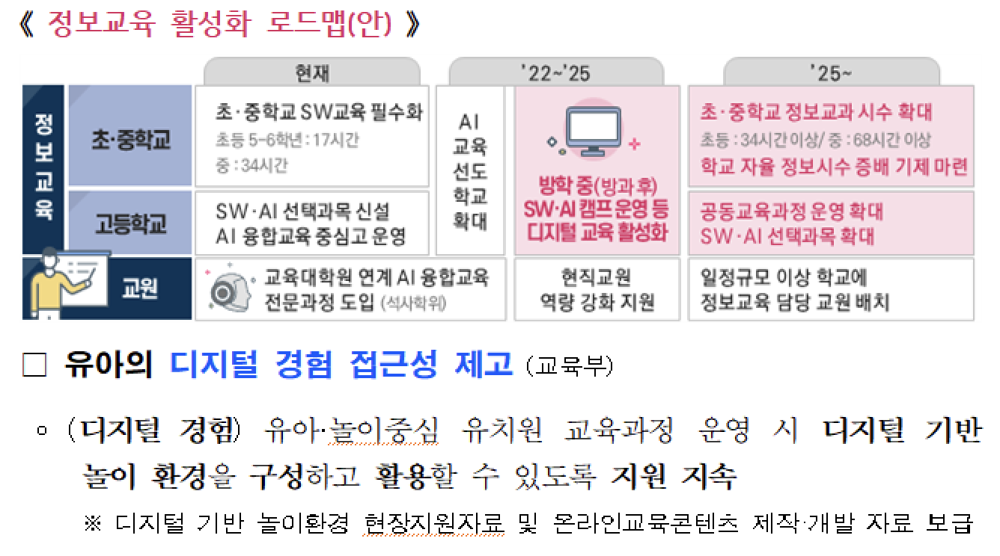 《 정보교육 활성화 로드맵(안) 》
현재
'22~'25
'25~
정보교육
초·중학교
초·중학교 SW교육 필수화
초등 5-6학년 : 17시간
중 : 34시간
AI
교육
선도
학교
확대
방학 중(방과 후)
SW·AI 캠프 운영 등
디지털 교육 활성화
초·중학교 정보교과 시수 확대
초등 : 34시간 이상/ 중 : 68시간 이상
학교 자율 정보시수 증배 기제 마련
고등학교
SW·AI 선택과목 신설
AI 융합교육 중심고 운영
공동교육과정 운영 확대
SW·AI 선택과목 확대
교원
교육대학원 연계 AI 융합교육
전문과정 도입 (석사학위)
현직교원
역량 강화 지원
일정규모 이상 학교에
정보교육 담당 교원 배치
□ 유아의 디지털 경험 접근성 제고 (교육부)
ㅇ (디지털 경험) 유아·놀이중심 유치원 교육과정 운영 시 디지털 기반
놀이 환경을 구성하고 활용할 수 있도록 지원 지속
※ 디지털 기반 놀이환경 현장지원자료 및 온라인교육콘텐츠 제작·개발 자료 보급